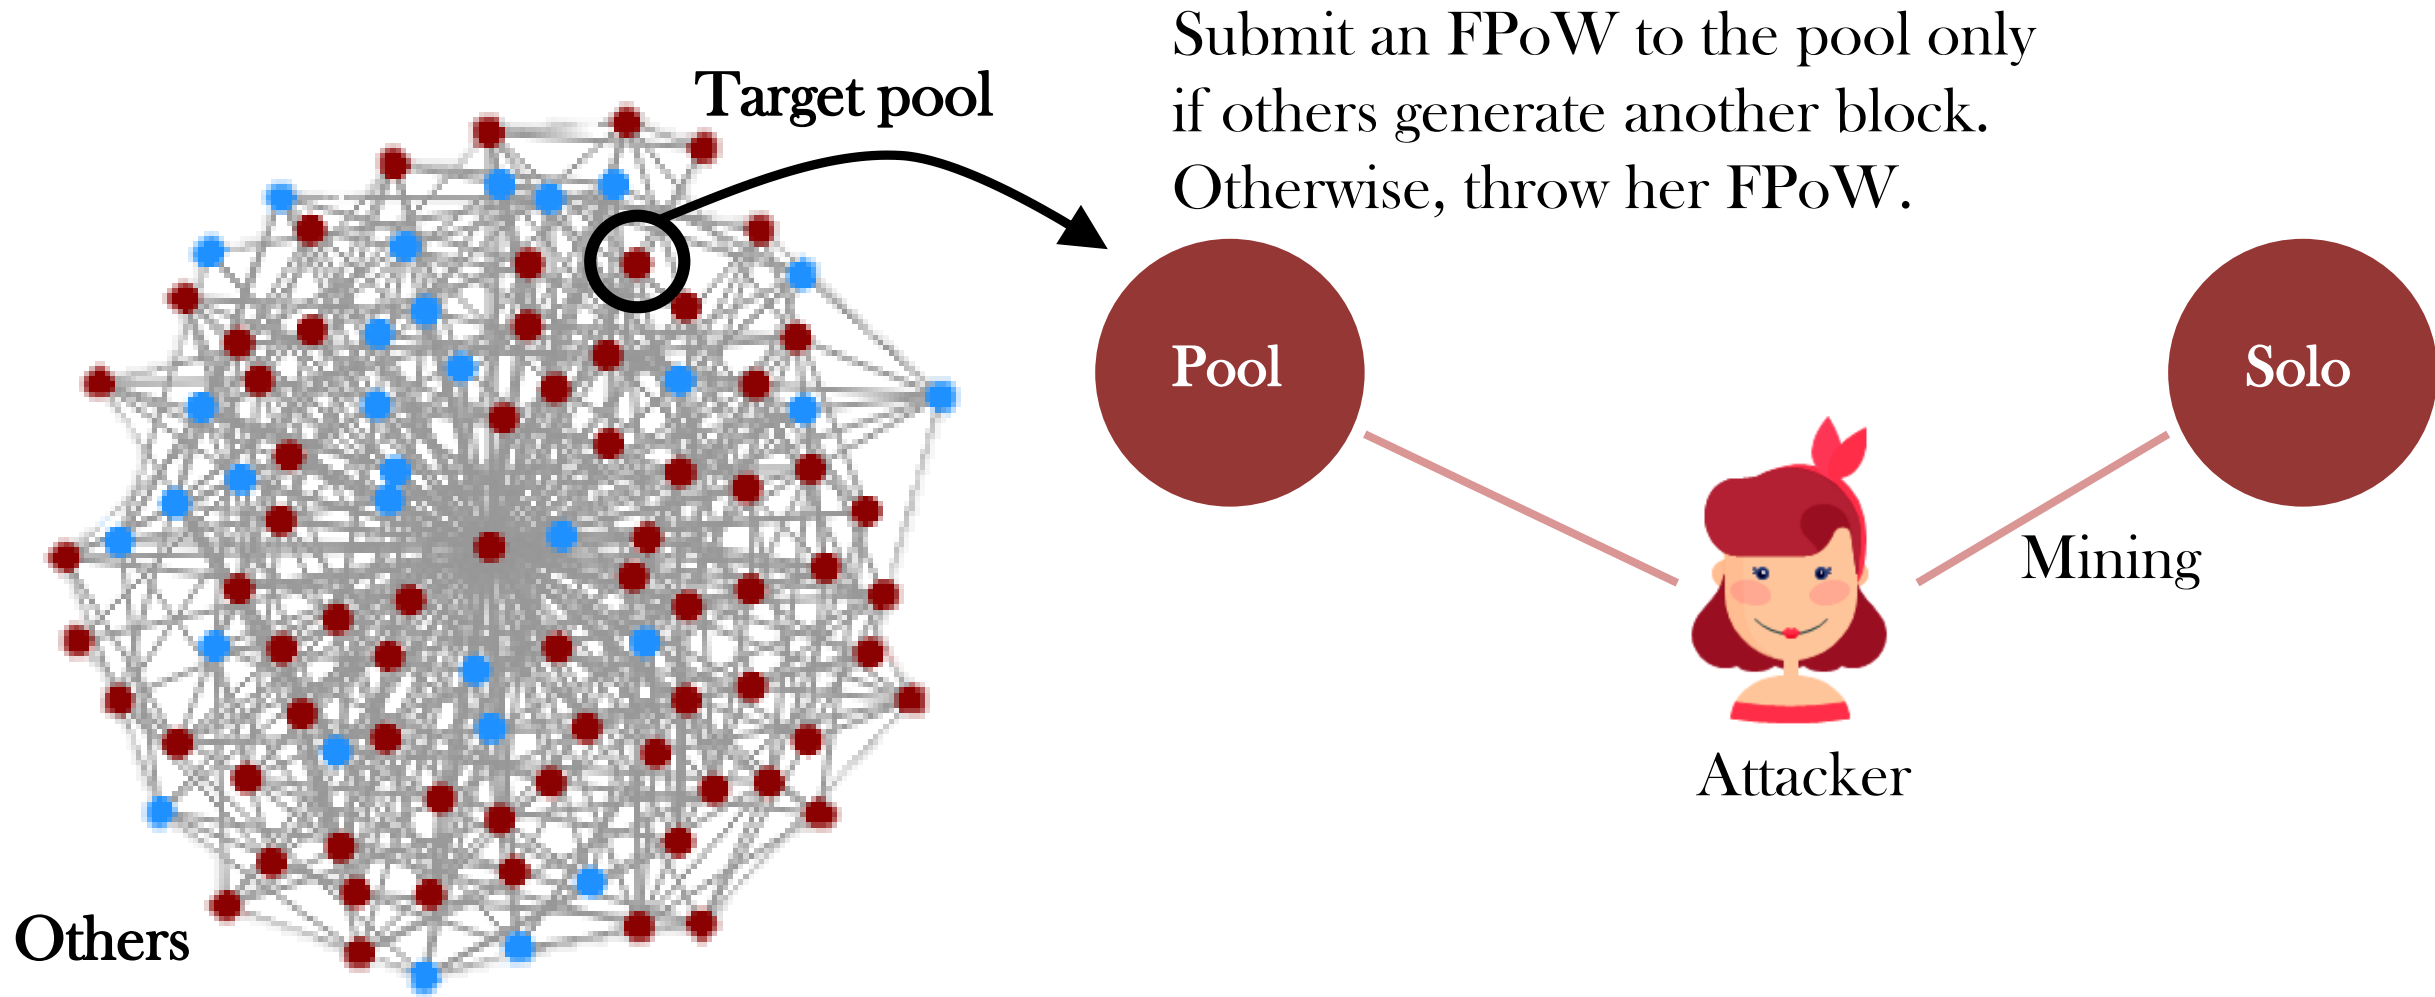 Submit an FPoW to the pool only
if others generate another block.
Otherwise, throw her FPoW.
Target pool
Pool
Solo
Mining
Attacker
Others